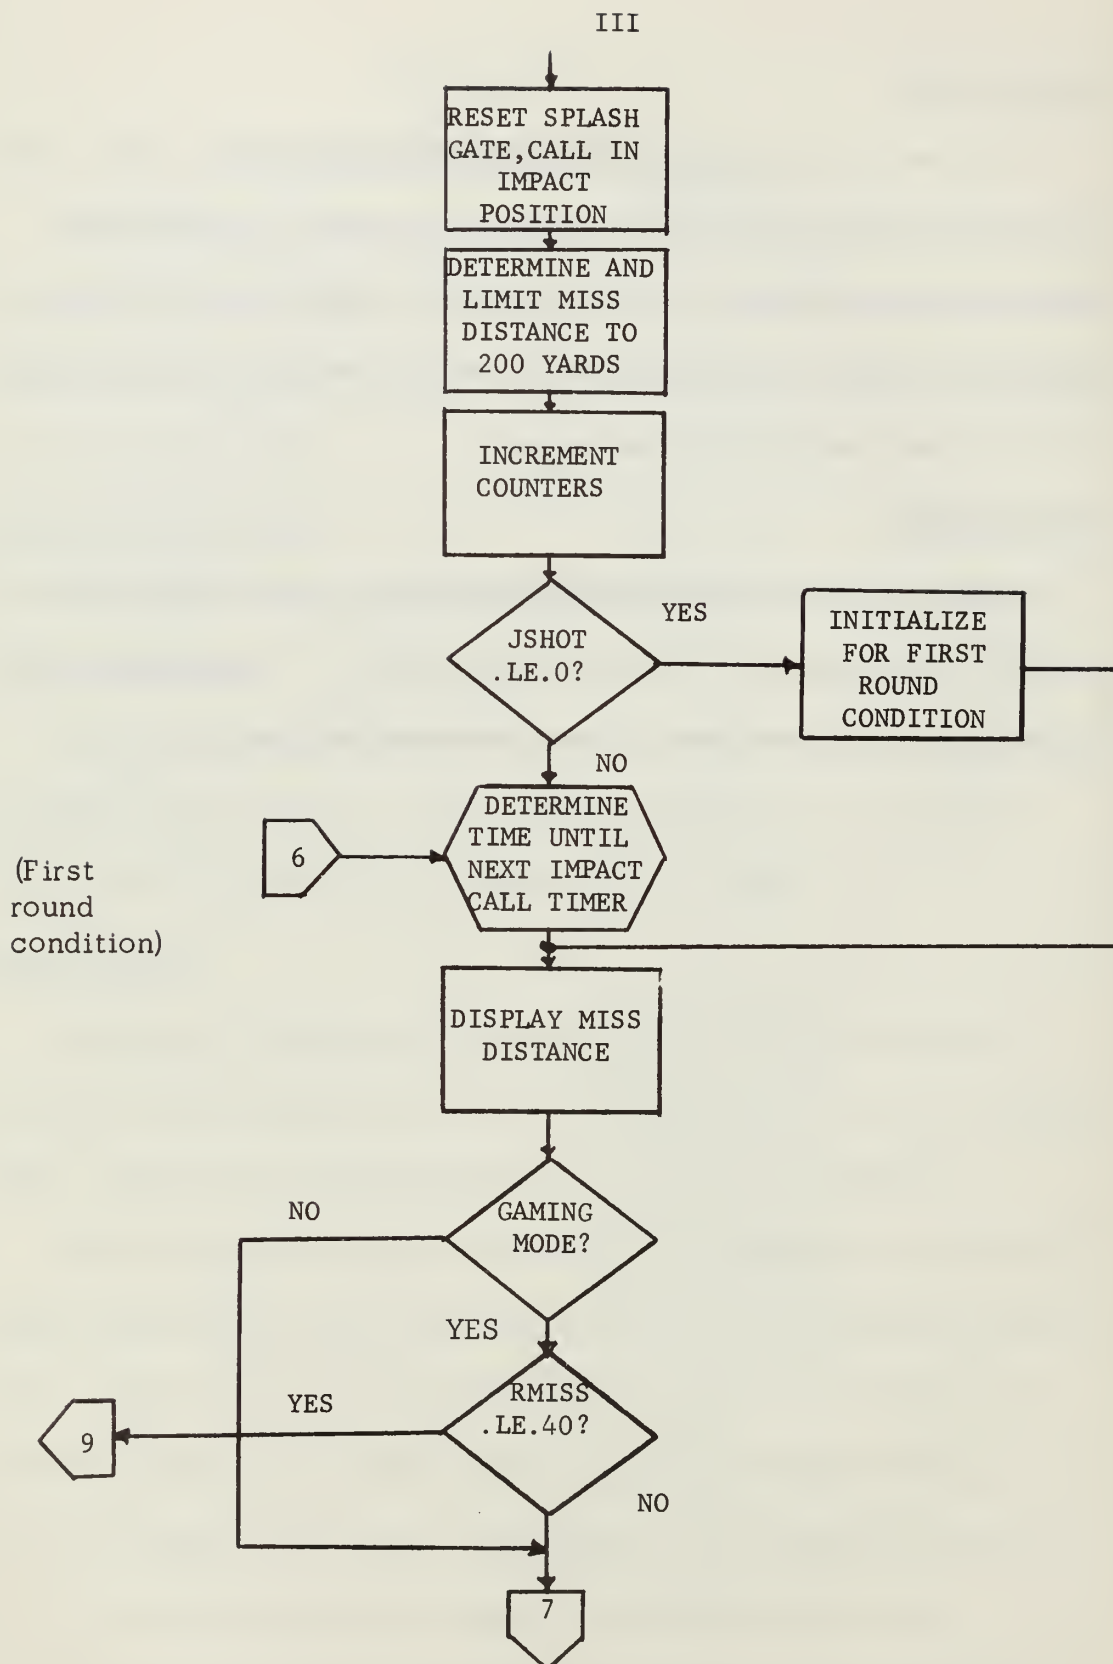 III
RESET SPLASH
GATE,CALL IN
IMPACT
POSITION
DETERMINE AND
LIMIT MISS
DISTANCE TO
200 YARDS
INCREMENT
COUNTERS
JSHOT
.LE.0?
YES
INITIALIZE
FOR FIRST
ROUND
CONDITION
NO
DETERMINE
TIME UNTIL
NEXT IMPACT
CALL TIMER
6
(First
round
condition)
DISPLAY MISS
DISTANCE
GAMING
MODE?
NO
YES
RMISS
.LE.40?
YES
9
NO
7